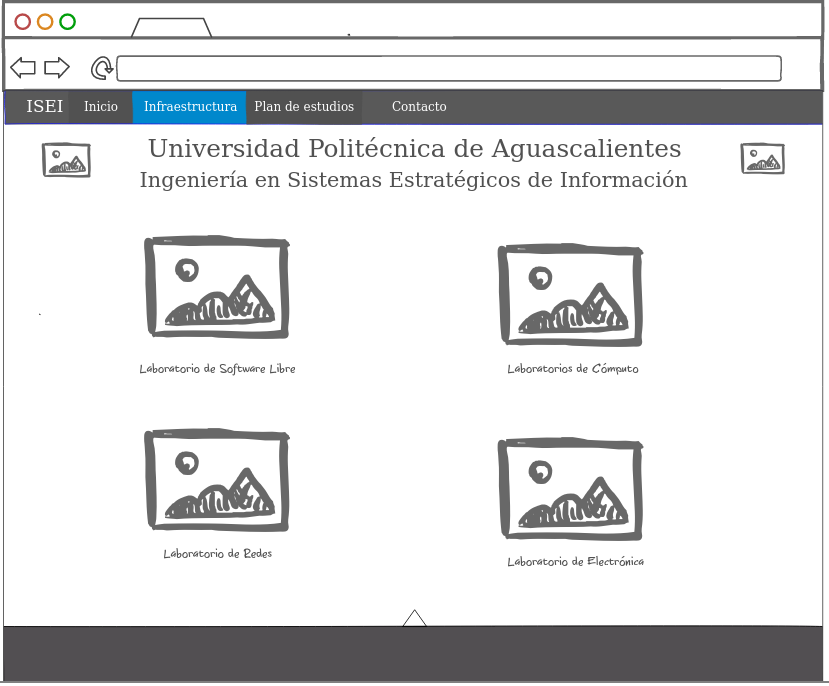 ISEI Inicio Infraestructura Plan de estudios Contacto
Universidad Politécnica de Aguascalientes
Ingeniería en Sistemas Estratégicos de Información
Laboratorio de Software Libre
Laboratorios de Cómputo
Laboratorio de Redes
Laboratorio de Electrónica